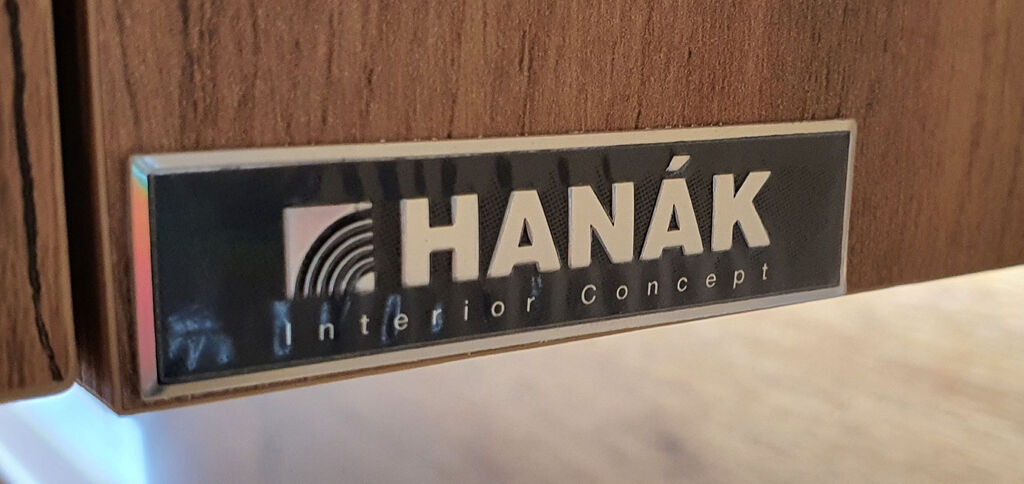 HANÁK
Interior Concept